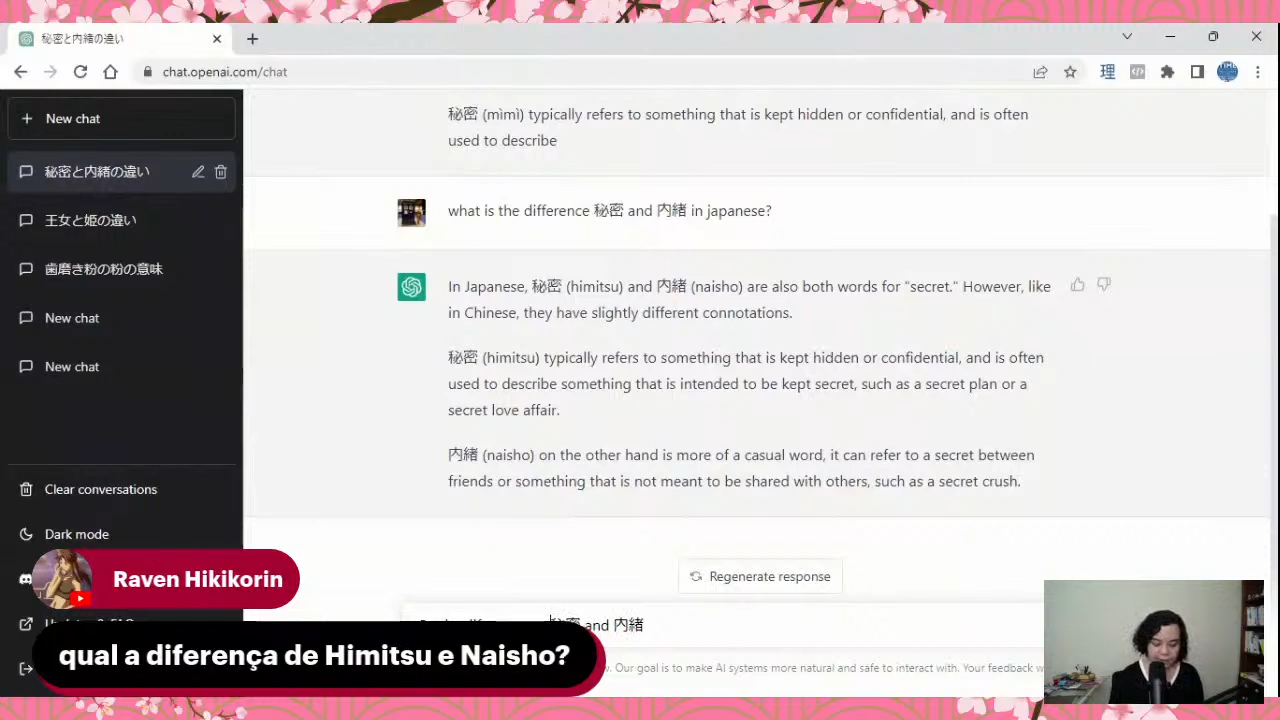 秘密と内緒の違い
chat.openai.com/chat
理
New chat
秘密と内緒の違い
王女と姫の違い
歯磨き粉の粉の意味
New chat
New chat
Clear conversations
Dark mode
秘密 (mìmì) typically refers to something that is kept hidden or confidential, and is often
used to describe
what is the difference 秘密 and 内緒 in japanese?
In Japanese, 秘密 (himitsu) and 内緒 (naisho) are also both words for "secret." However, like
in Chinese, they have slightly different connotations.
秘密 (himitsu) typically refers to something that is kept hidden or confidential, and is often
used to describe something that is intended to be kept secret, such as a secret plan or a
secret love affair.
内緒 (naisho) on the other hand is more of a casual word, it can refer to a secret between
friends or something that is not meant to be shared with others, such as a secret crush.
Regenerate response
秘密 and 内緒
Our goal is to make AI systems more natural and safe to interact with. Your feedback w
Raven Hikikorin
qual a diferença de Himitsu e Naisho?